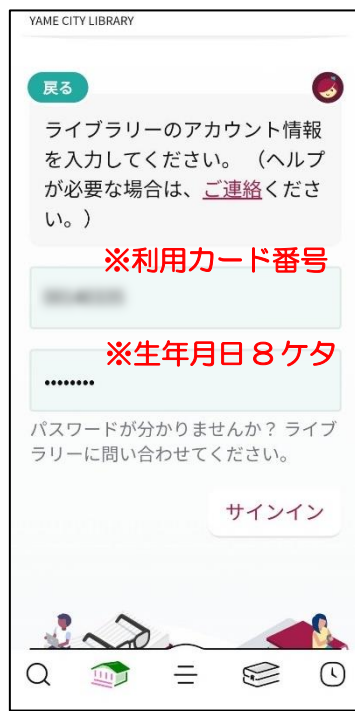 YAME CITY LIBRARY
戻る
ライブラリーのアカウント情報
を入力してください。 （ヘルプ
が必要な場合は、ご連絡くださ
い。）
※利用カード番号
※生年月日８ケタ
••••••••
パスワードが分かりませんか？ ライブ
ラリーに問い合わせてください。
サインイン